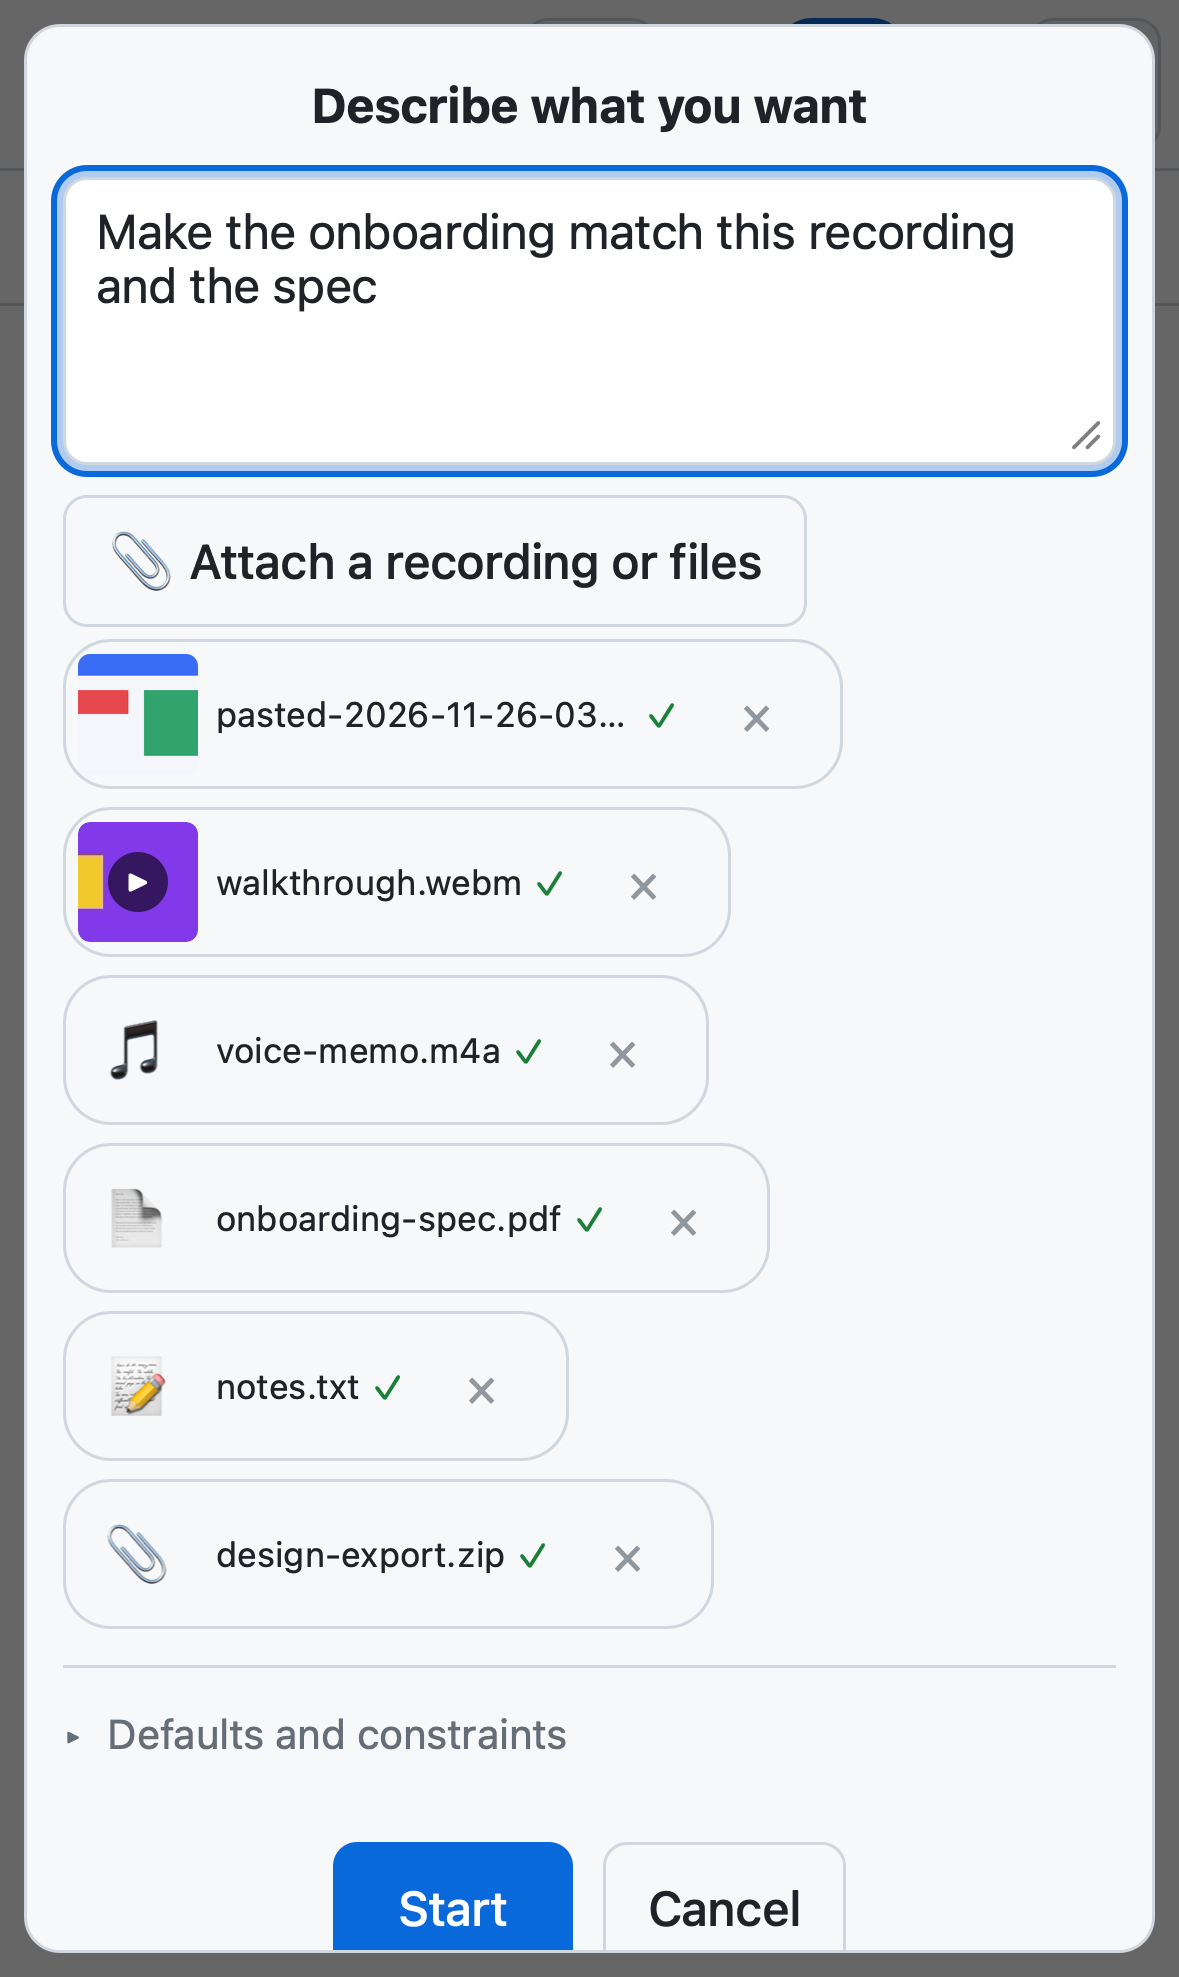 Describe what you want
Make the onboarding match this recording
and the spec
Attach a recording or files
pasted-2026-11-26-03...
walkthrough.webm
voice-memo.m4a
onboarding-spec.pdf
notes.txt
design-export.zip
Defaults and constraints
Start
Cancel